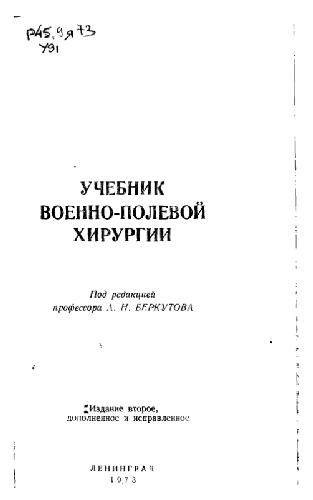 Р45.9я73
У91
УЧЕБНИК
ВОЕННО-ПОЛЕВОЙ
ХИРУРГИИ
Под редакцией
профессора А. Н. БЕРКУТОВА
Издание второе,
дополненное и исправленное
ЛЕНИНГРАД
1973